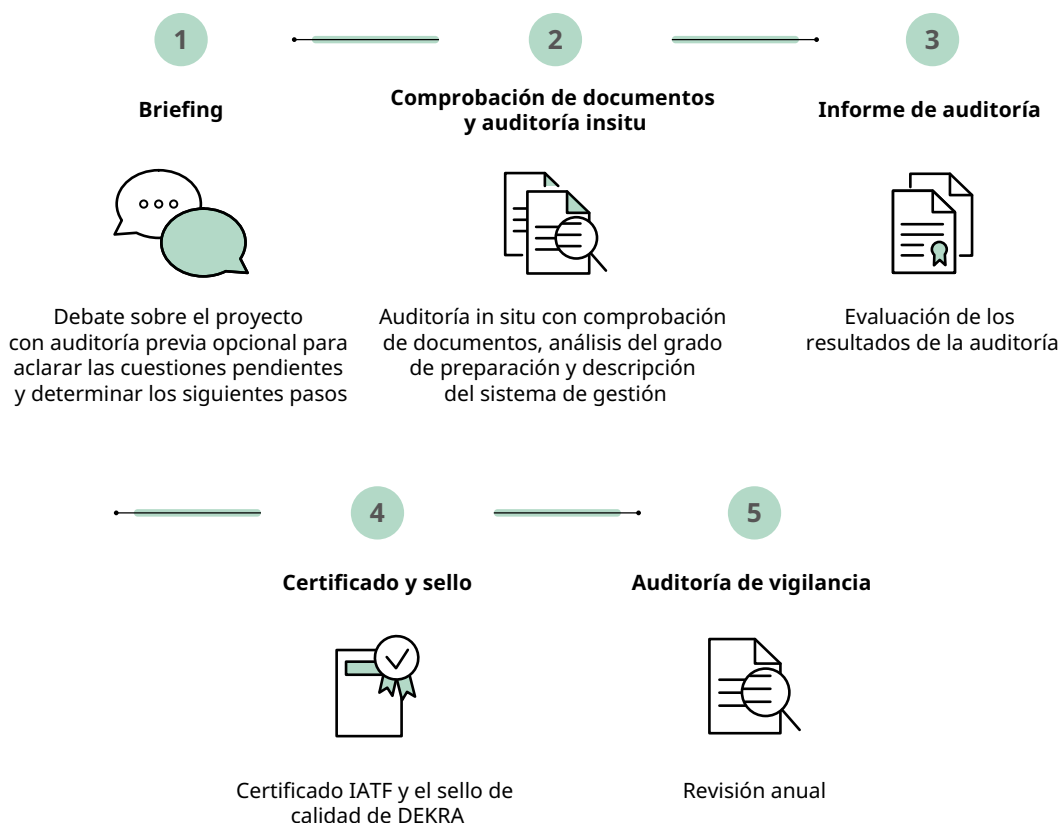 1
Briefing
Debate sobre el proyecto
con auditoría previa opcional para
aclarar las cuestiones pendientes
y determinar los siguientes pasos
2
Comprobación de documentos
y auditoría insitu
Auditoría in situ con comprobación
de documentos, análisis del grado
de preparación y descripción
del sistema de gestión
3
Informe de auditoría
Evaluación de los
resultados de la auditoría
4
Certificado y sello
Certificado IATF y el sello de
calidad de DEKRA
5
Auditoría de vigilancia
Revisión anual